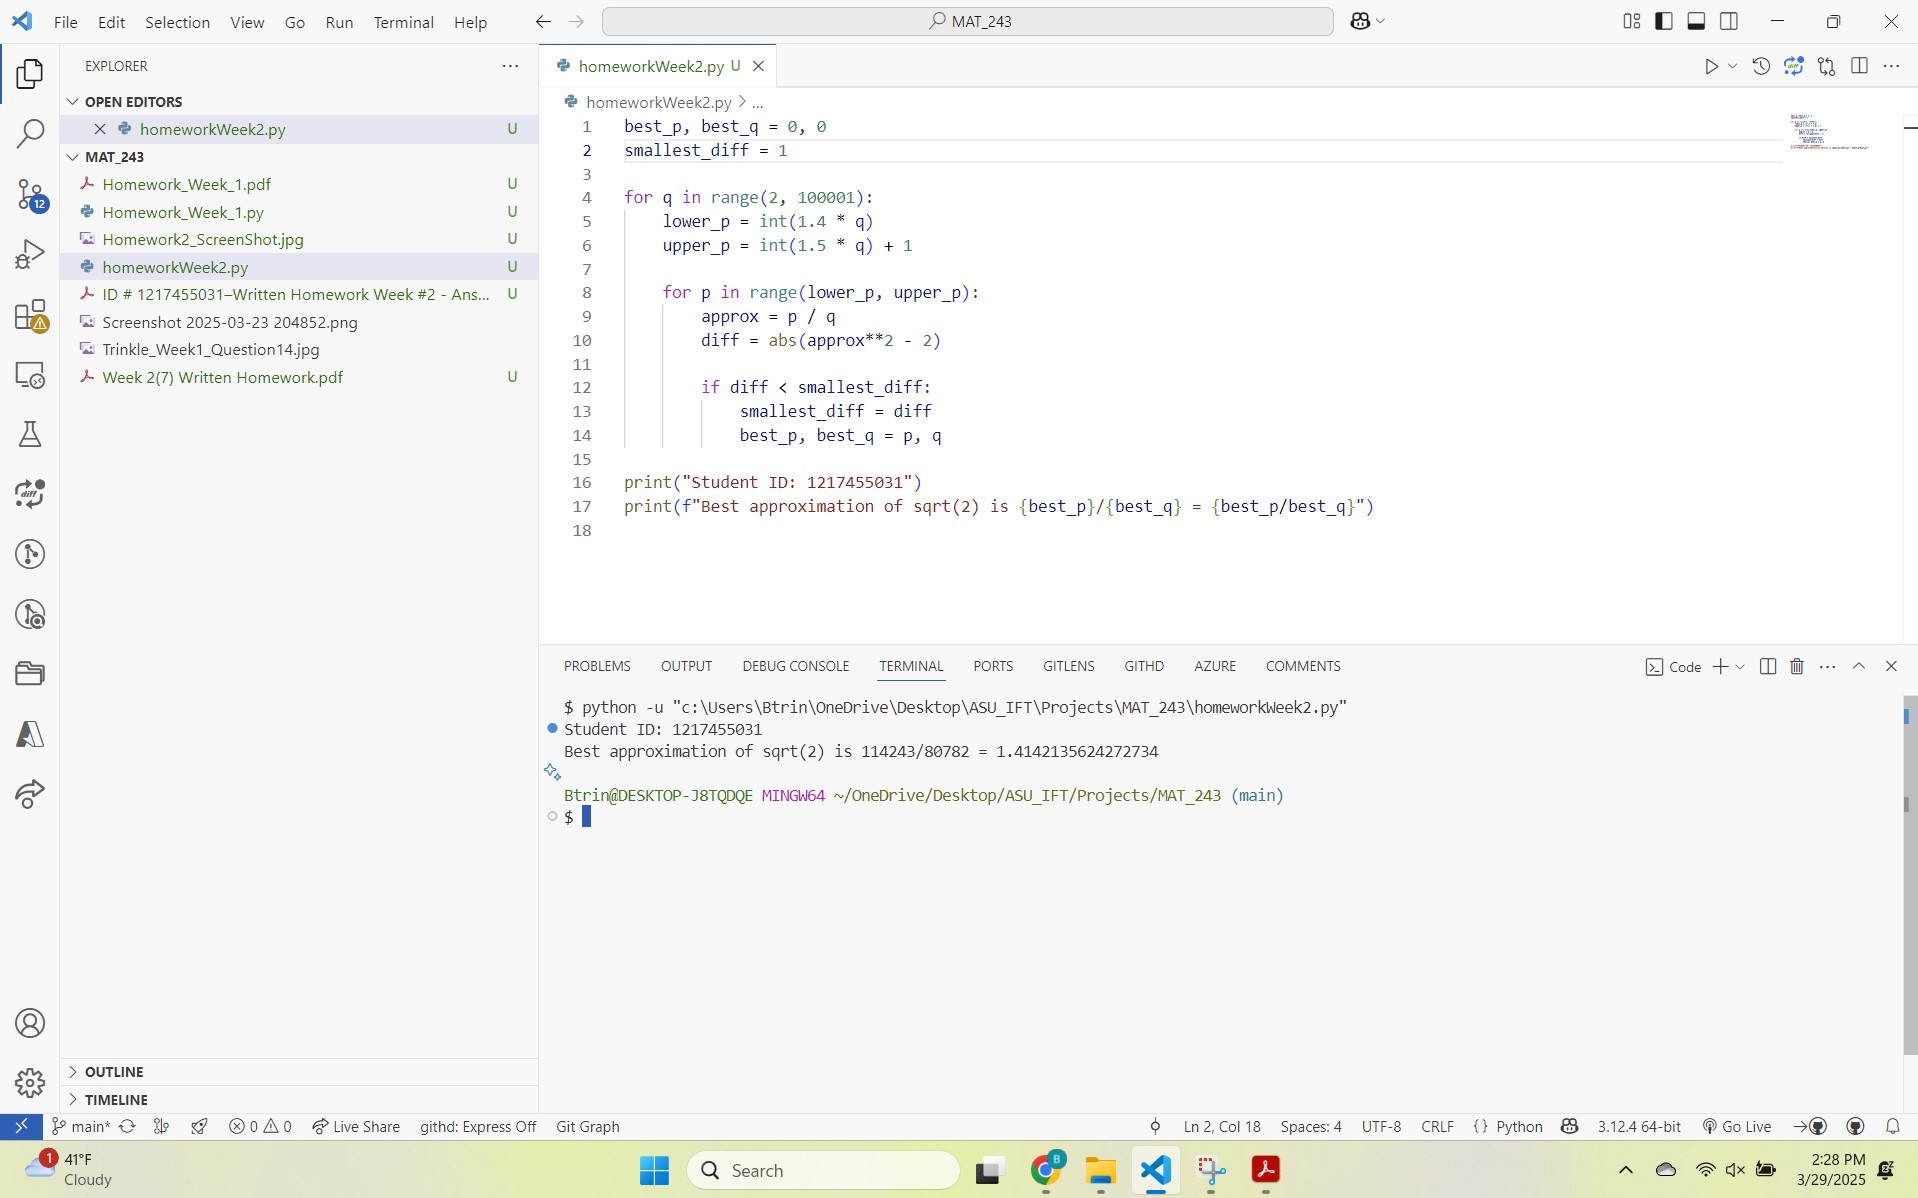 File Edit Selection View Go Run Terminal Help
MAT_243
EXPLORER
OPEN EDITORS
homeworkWeek2.py U
MAT_243
Homework_Week_1.pdf U
Homework_Week_1.py U
Homework2_ScreenShot.jpg U
homeworkWeek2.py U
ID # 1217455031–Written Homework Week #2 - Ans... U
Screenshot 2025-03-23 204852.png
Trinkle_Week1_Question14.jpg
Week 2(7) Written Homework.pdf U
12
diff
OUTLINE
TIMELINE
homeworkWeek2.py U
homeworkWeek2.py > ...
1 best_p, best_q = 0, 0
2 smallest_diff = 1
3
4 for q in range(2, 100001):
5 lower_p = int(1.4 * q)
6 upper_p = int(1.5 * q) + 1
7
8 for p in range(lower_p, upper_p):
9 approx = p / q
10 diff = abs(approx**2 - 2)
11
12 if diff < smallest_diff:
13 smallest_diff = diff
14 best_p, best_q = p, q
15
16 print("Student ID: 1217455031")
17 print(f"Best approximation of sqrt(2) is {best_p}/{best_q} = {best_p/best_q}")
18
PROBLEMS OUTPUT DEBUG CONSOLE TERMINAL PORTS GITLENS GITHD AZURE COMMENTS
Code
$ python -u "c:\Users\Btrin\OneDrive\Desktop\ASU_IFT\Projects\MAT_243\homeworkWeek2.py"
Student ID: 1217455031
Best approximation of sqrt(2) is 114243/80782 = 1.4142135624272734
Btrin@DESKTOP-J8TQDQE MINGW64 ~/OneDrive/Desktop/ASU_IFT/Projects/MAT_243 (main)
$
main* 0 0 Live Share githd: Express Off Git Graph
Ln 2, Col 18 Spaces: 4 UTF-8 CRLF {} Python 3.12.4 64-bit Go Live
1
41°F
Cloudy
Search
B
2:28 PM
3/29/2025